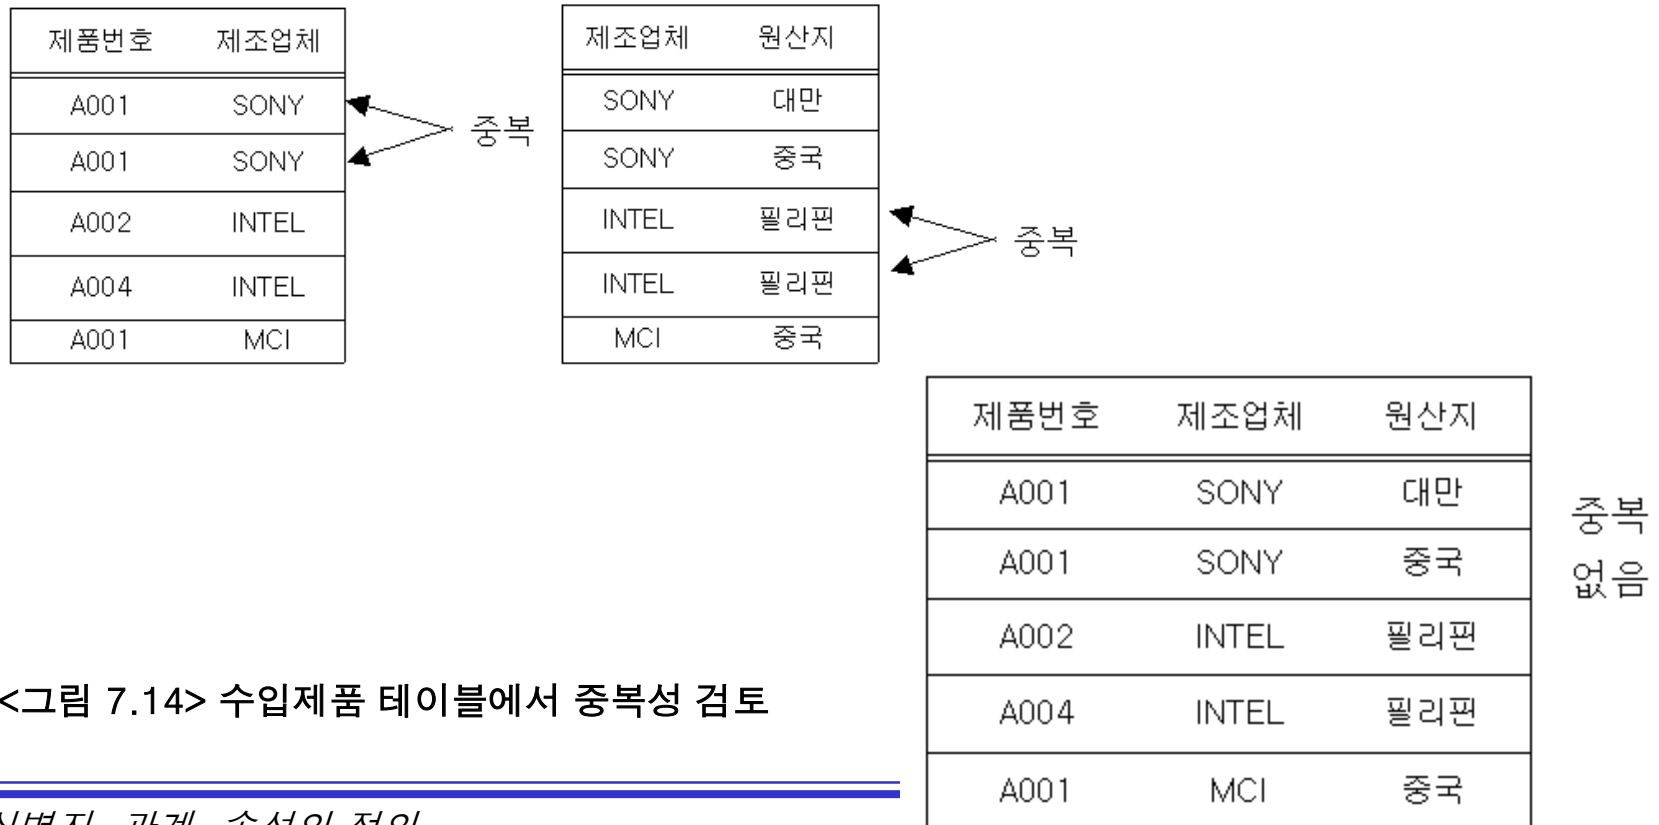 제품번호 제조업체
A001 SONY
A001 SONY
A002 INTEL
A004 INTEL
A001 MCI
중복
제조업체 원산지
SONY 대만
SONY 중국
INTEL 필리핀
INTEL 필리핀
MCI 중국
중복
제품번호 제조업체 원산지
A001 SONY 대만
A001 SONY 중국
A002 INTEL 필리핀
A004 INTEL 필리핀
A001 MCI 중국
중복
없음
<그림 7.14> 수입제품 테이블에서 중복성 검토